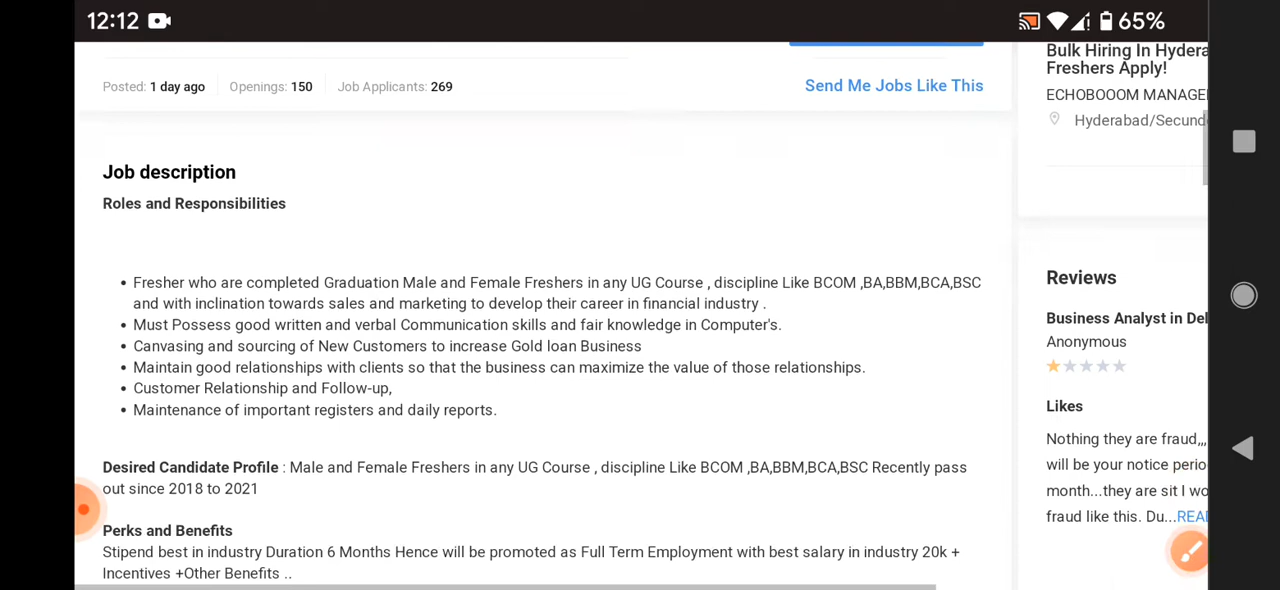 12:12
65%
Posted: 1 day ago
Openings: 150
Job Applicants: 269
Send Me Jobs Like This
Job description
Roles and Responsibilities
Fresher who are completed Graduation Male and Female Freshers in any UG Course , discipline Like BCOM ,BA,BBM,BCA,BSC
and with inclination towards sales and marketing to develop their career in financial industry .
Must Possess good written and verbal Communication skills and fair knowledge in Computer's.
Canvasing and sourcing of New Customers to increase Gold loan Business
Maintain good relationships with clients so that the business can maximize the value of those relationships.
Customer Relationship and Follow-up,
Maintenance of important registers and daily reports.
Desired Candidate Profile : Male and Female Freshers in any UG Course , discipline Like BCOM ,BA,BBM,BCA,BSC Recently pass
out since 2018 to 2021
Perks and Benefits
Stipend best in industry Duration 6 Months Hence will be promoted as Full Term Employment with best salary in industry 20k +
Incentives +Other Benefits ..
Bulk Hiring In Hydera
Freshers Apply!
ECHOBOOOM MANAGE
Hyderabad/Secund
Reviews
Business Analyst in Del
Anonymous
Likes
Nothing they are fraud,,,
will be your notice perio
month...they are sit I wo
fraud like this. Du...REA